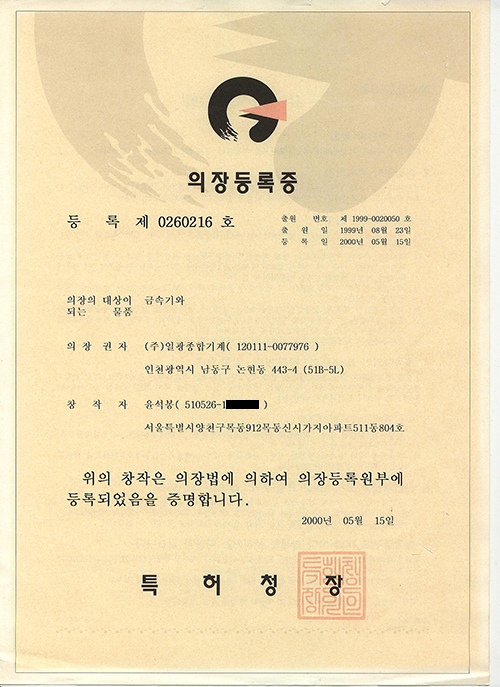 의장등록증
등 록 제 0260216 호
출원 번호 제 1999-0020050 호
출 원 일 1999년 08월 23일
등 록 일 2000년 05월 15일
의장의 대상이 금속기와
되는 물품
의 장 권 자 (주)일광종합기계( 120111-0077976 )
인천광역시 남동구 논현동 443-4 (51B-5L)
창 작 자 윤석봉( 510526-1 )
서울특별시양천구목동912목동신시가지아파트511동804호
위의 창작은 의장법에 의하여 의장등록원부에
등록되었음을 증명합니다.
2000년 05월 15일
특 허 청 장